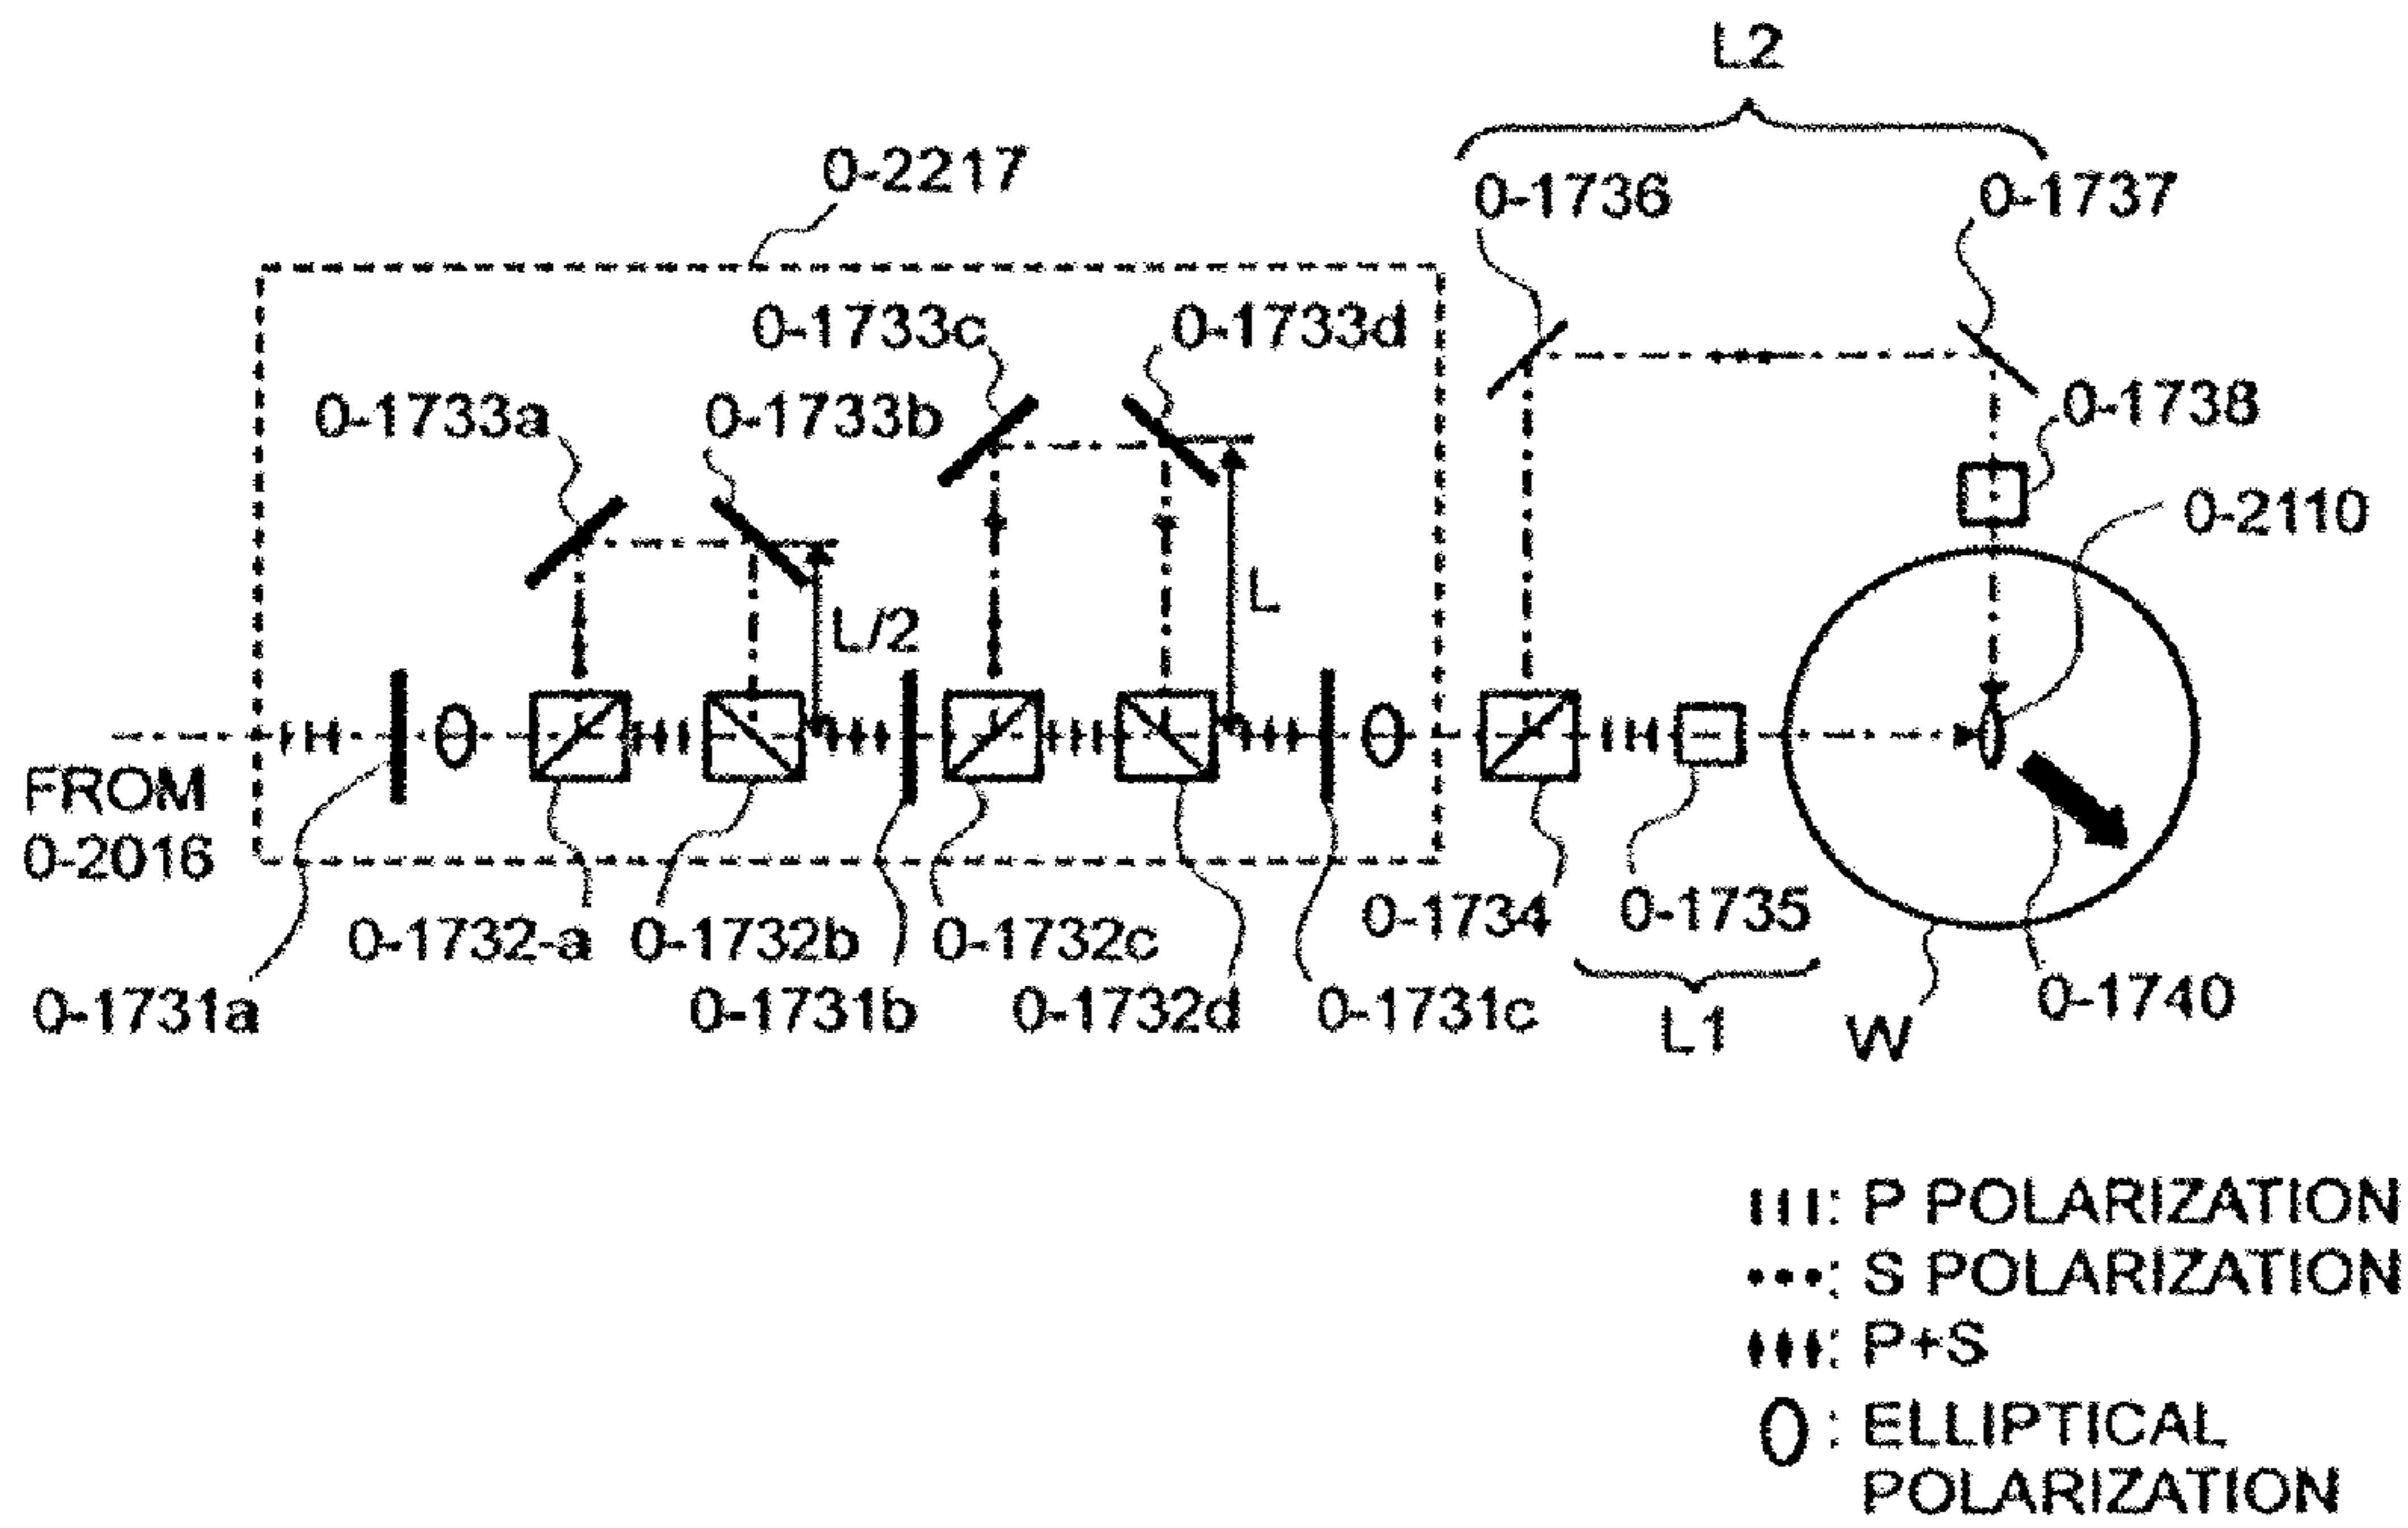 L2
0-2217
0-1736
0-1737
0-1733c
0-1733d
0-1733a
0-1733b
0-1738
0-2110
L/2
L
FROM
0-2016
0-1732-a
0-1732b
0-1732c
0-1734
0-1735
0-1731a
0-1731b
0-1732d
0-1731c
L1
W
0-1740
: P POLARIZATION
: S POLARIZATION
: P+S
: ELLIPTICAL
POLARIZATION